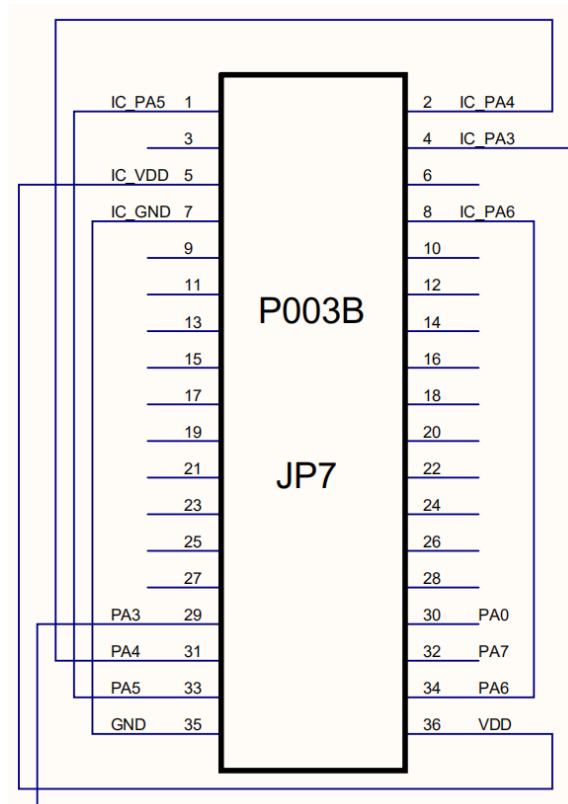 IC_PA5 1 2 IC_PA4
3 4 IC_PA3
IC_VDD 5 6
IC_GND 7 8 IC_PA6
9 10
11 12
P003B
13 14
15 16
17 18
19 20
JP7
21 22
23 24
25 26
27 28
PA3 29 30 PA0
PA4 31 32 PA7
PA5 33 34 PA6
GND 35 36 VDD